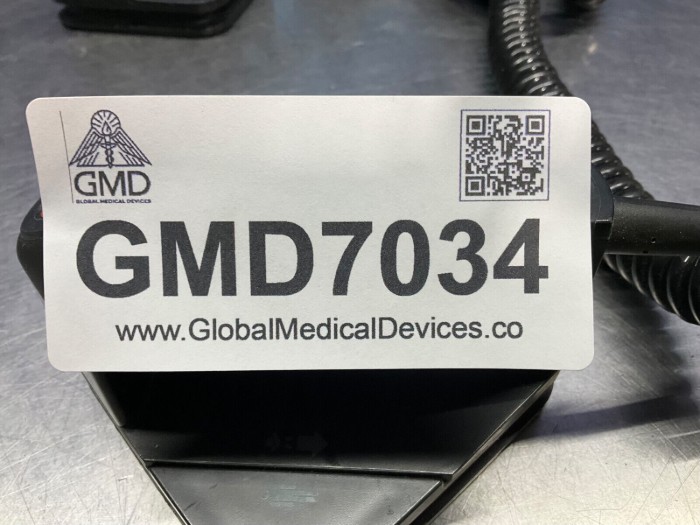 GMD
GLOBAL MEDICAL DEVICES
GMD7034
www.GlobalMedicalDevices.co